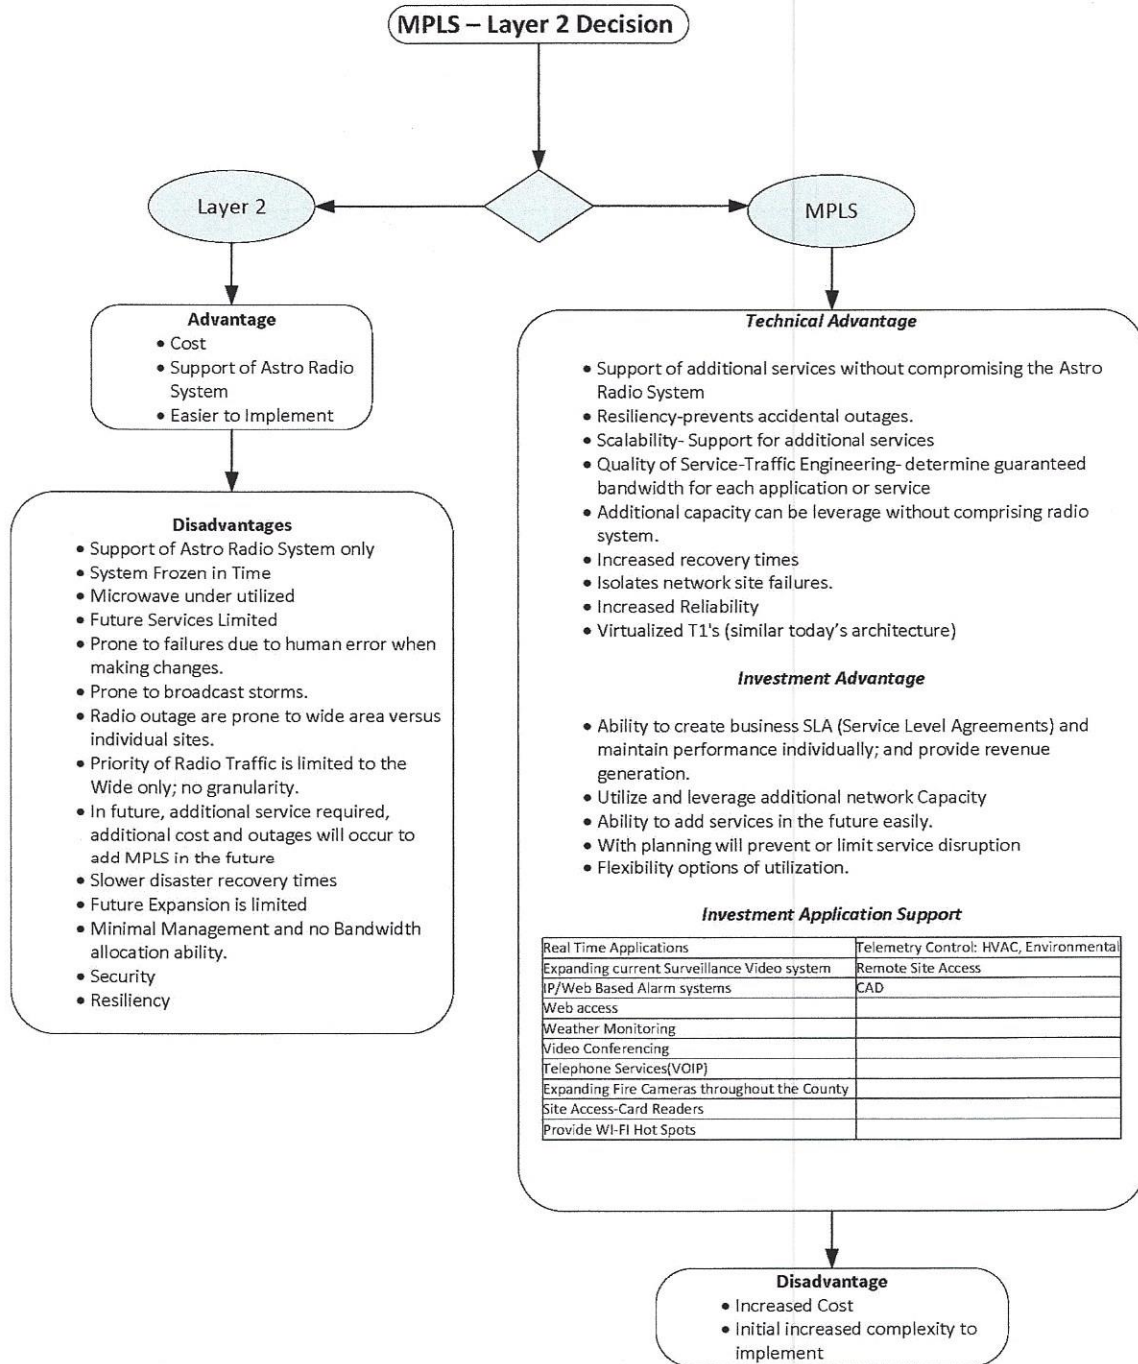 MPLS – Layer 2 Decision
Layer 2
MPLS
Advantage
• Cost
• Support of Astro Radio
System
• Easier to Implement
Disadvantages
• Support of Astro Radio System only
• System Frozen in Time
• Microwave under utilized
• Future Services Limited
• Prone to failures due to human error when
making changes.
• Prone to broadcast storms.
• Radio outage are prone to wide area versus
individual sites.
• Priority of Radio Traffic is limited to the
Wide only; no granularity.
• In future, additional service required,
additional cost and outages will occur to
add MPLS in the future
• Slower disaster recovery times
• Future Expansion is limited
• Minimal Management and no Bandwidth
allocation ability.
• Security
• Resiliency
Technical Advantage
• Support of additional services without compromising the Astro
Radio System
• Resiliency-prevents accidental outages.
• Scalability- Support for additional services
• Quality of Service-Traffic Engineering- determine guaranteed
bandwidth for each application or service
• Additional capacity can be leverage without comprising radio
system.
• Increased recovery times
• Isolates network site failures.
• Increased Reliability
• Virtualized T1's (similar today's architecture)
Investment Advantage
• Ability to create business SLA (Service Level Agreements) and
maintain performance individually; and provide revenue
generation.
• Utilize and leverage additional network Capacity
• Ability to add services in the future easily.
• With planning will prevent or limit service disruption
• Flexibility options of utilization.
Investment Application Support
Real Time Applications Telemetry Control: HVAC, Environmental
Expanding current Surveillance Video system Remote Site Access
IP/Web Based Alarm systems CAD
Web access
Weather Monitoring
Video Conferencing
Telephone Services(VOIP)
Expanding Fire Cameras throughout the County
Site Access-Card Readers
Provide WI-FI Hot Spots
Disadvantage
• Increased Cost
• Initial increased complexity to
implement